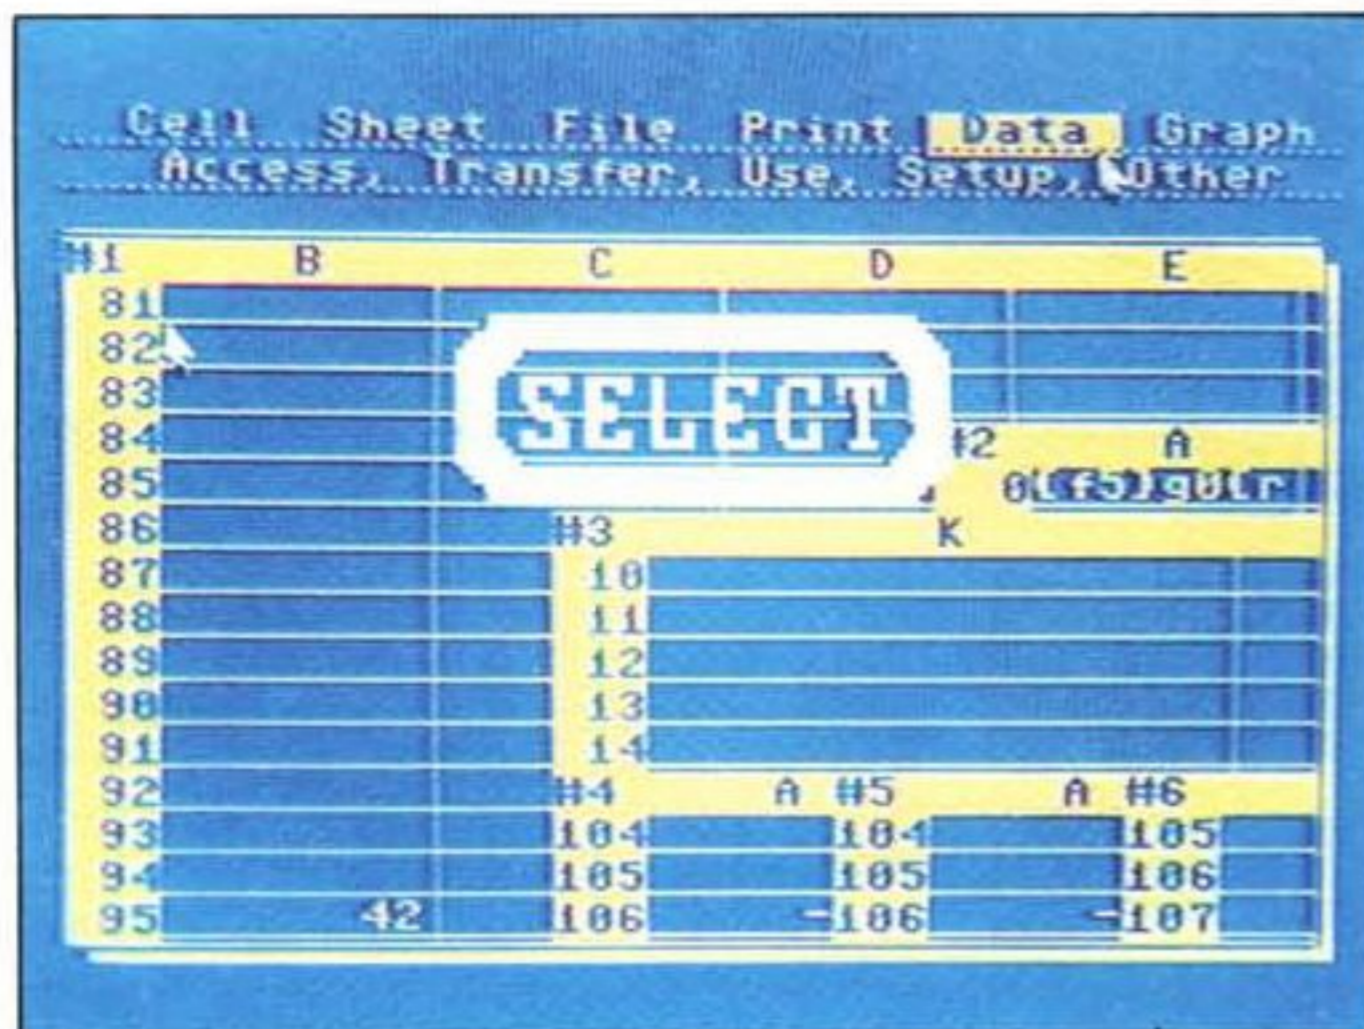 Cell Sheet File Print Data Graph
Access, Transfer, Use, Setup, Other
#1 B C D E
81
82
83
SELECT
84 #2 A
85 0
86 #3 K
87 10
88 11
89 12
90 13
91 14
92 #4 A #5 A #6
93 104 104 105
94 105 105 106
95 42 106 -106 -107